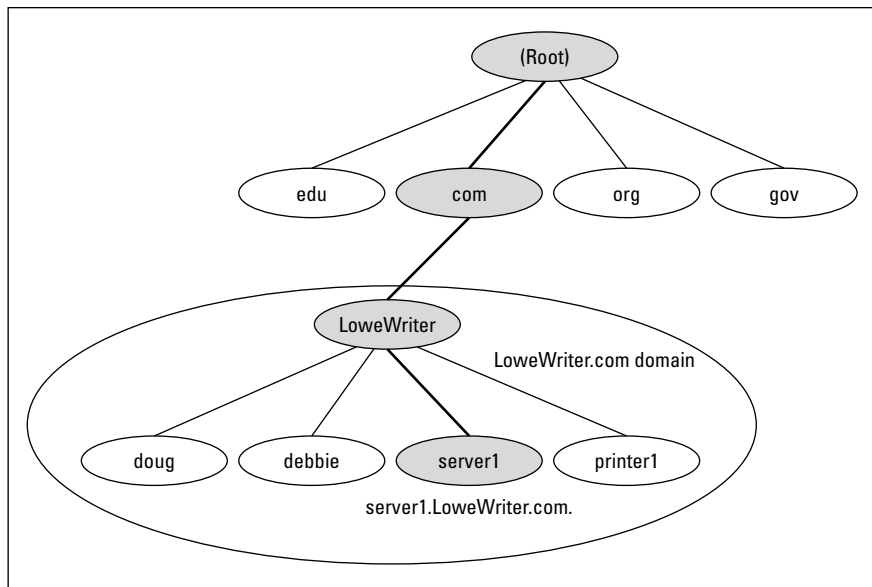 (Root)
edu
com
org
gov
LoweWriter
LoweWriter.com domain
doug
debbie
server1
printer1
server1.LoweWriter.com.